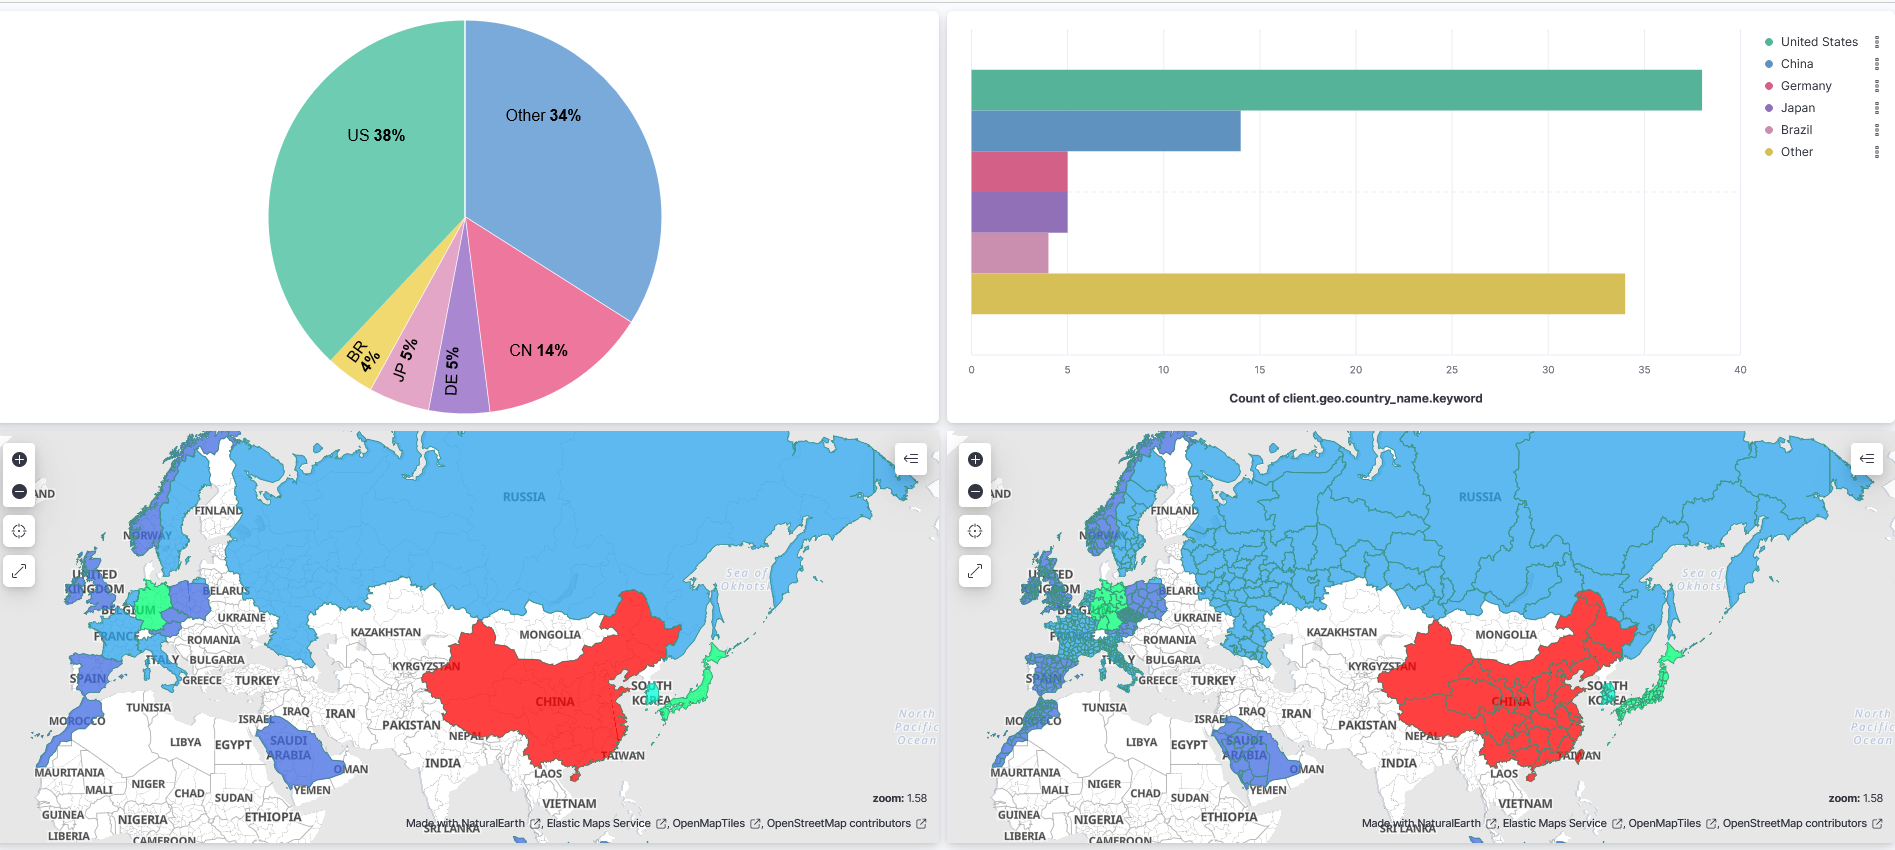 Other 34%
US 38%
CN 14%
DE 5%
JP 5%
BR
4%
United States
China
Germany
Japan
Brazil
Other
0 5 10 15 20 25 30 35 40
Count of client.geo.country_name.keyword
AND
RUSSIA
FINLAND
NORWAY
Sea of
Okhotsk
UNITED
KINGDOM
BELARUS
BELGIUM
UKRAINE
FRANCE
KAZAKHSTAN
MONGOLIA
ROMANIA
ITALY
BULGARIA
KYRGYZSTAN
SPAIN
GREECE
TURKEY
SOUTH
KOREA
CHINA
TUNISIA
IRAQ
IRAN
North
Pacific
Ocean
MOROCCO
ISRAEL
PAKISTAN
NEPAL
LIBYA
EGYPT
SAUDI
ARABIA
TAIWAN
INDIA
OMAN
LAOS
MAURITANIA
NIGER
MALI
CHAD
SUDAN
YEMEN
VIETNAM
GUINEA
NIGERIA
ETHIOPIA
SRI LANKA
LIBERIA
CAMEROON
zoom: 1.58
Made with NaturalEarth , Elastic Maps Service , OpenMapTiles , OpenStreetMap contributors
AND
RUSSIA
FINLAND
NORWAY
Sea of
Okhotsk
UNITED
KINGDOM
BELARUS
UKRAINE
KAZAKHSTAN
MONGOLIA
ROMANIA
ITALY
BULGARIA
KYRGYZSTAN
SPAIN
GREECE
TURKEY
SOUTH
KOREA
CHINA
TUNISIA
IRAQ
IRAN
North
Pacific
Ocean
MOROCCO
ISRAEL
PAKISTAN
NEPAL
LIBYA
EGYPT
SAUDI
ARABIA
TAIWAN
INDIA
OMAN
LAOS
MAURITANIA
NIGER
MALI
CHAD
SUDAN
YEMEN
VIETNAM
GUINEA
NIGERIA
ETHIOPIA
SRI LANKA
LIBERIA
CAMEROON
zoom: 1.58
Made with NaturalEarth , Elastic Maps Service , OpenMapTiles , OpenStreetMap contributors